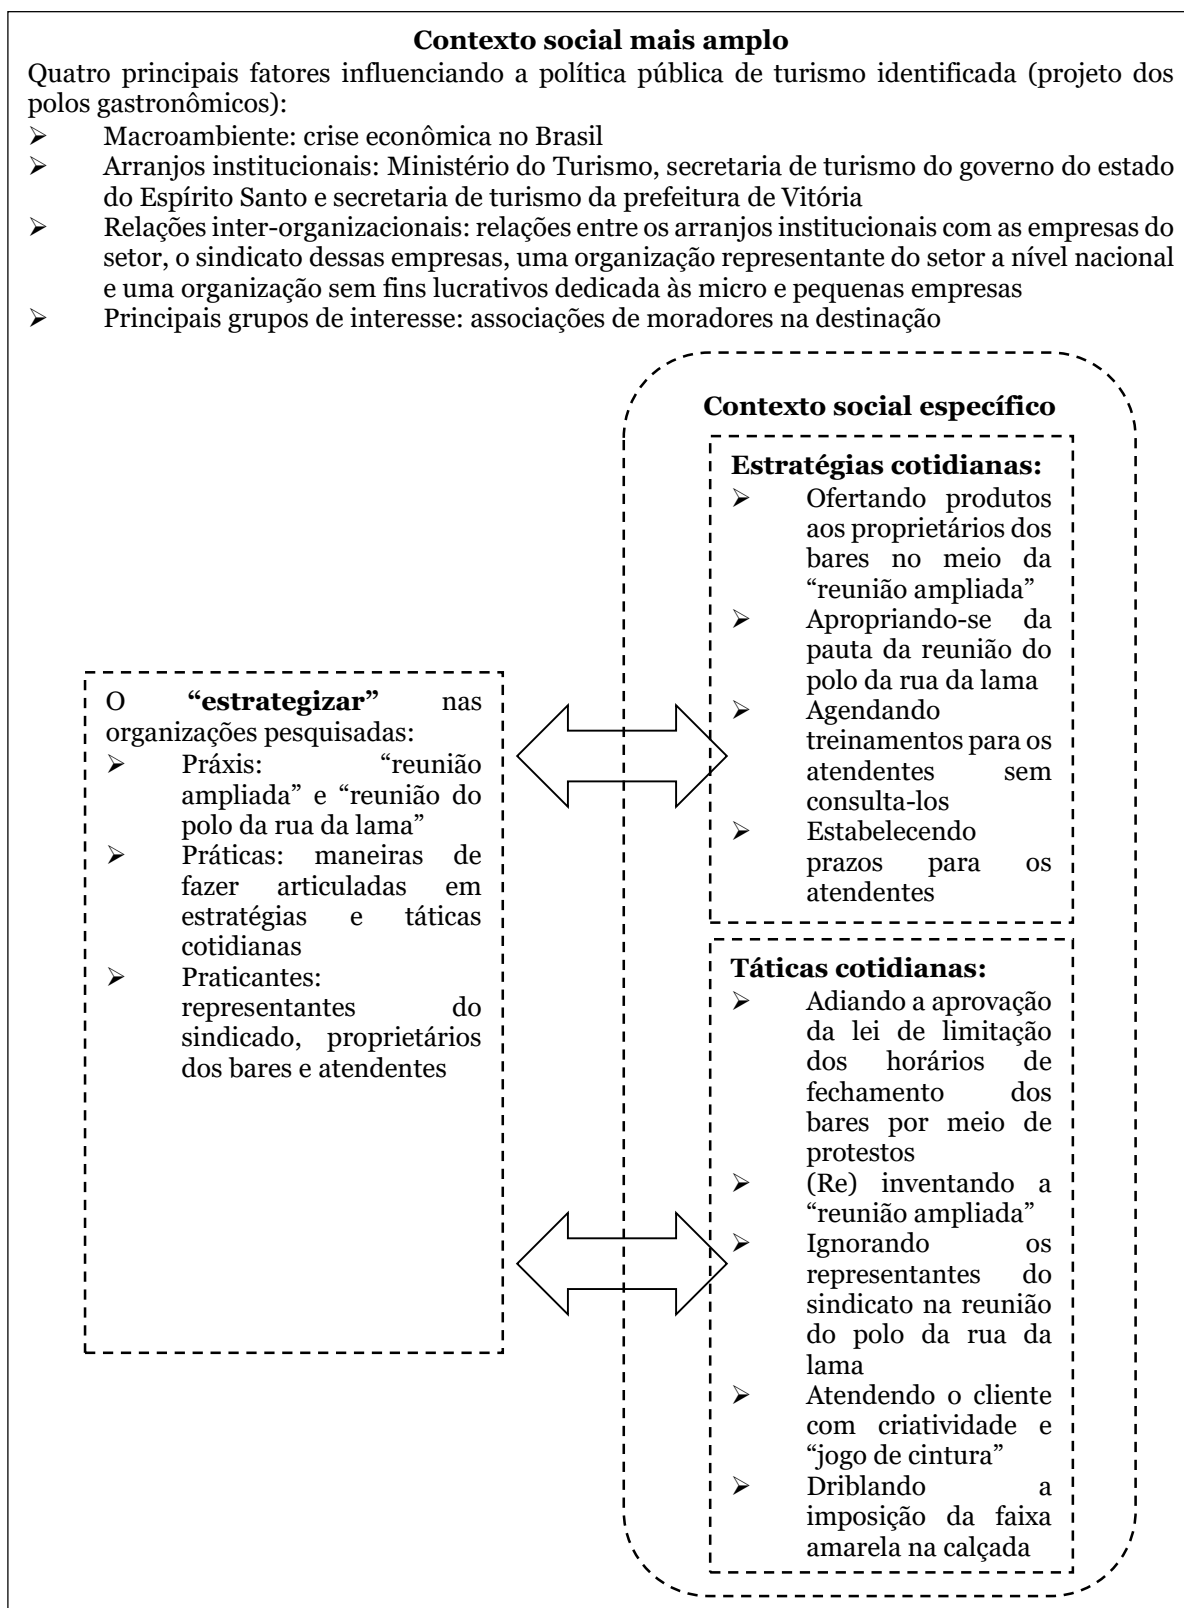 Contexto social mais amplo
Quatro principais fatores influenciando a política pública de turismo identificada (projeto dos
polos gastronômicos):
➢ Macroambiente: crise econômica no Brasil
➢ Arranjos institucionais: Ministério do Turismo, secretaria de turismo do governo do estado
do Espírito Santo e secretaria de turismo da prefeitura de Vitória
➢ Relações inter-organizacionais: relações entre os arranjos institucionais com as empresas do
setor, o sindicato dessas empresas, uma organização representante do setor a nível nacional
e uma organização sem fins lucrativos dedicada às micro e pequenas empresas
➢ Principais grupos de interesse: associações de moradores na destinação
O “estrategizar” nas
organizações pesquisadas:
➢ Práxis: “reunião
ampliada” e “reunião do
polo da rua da lama”
➢ Práticas: maneiras de
fazer articuladas em
estratégias e táticas
cotidianas
➢ Praticantes:
representantes do
sindicado, proprietários
dos bares e atendentes
Contexto social específico
Estratégias cotidianas:
➢ Ofertando produtos
aos proprietários dos
bares no meio da
“reunião ampliada”
➢ Apropriando-se da
pauta da reunião do
polo da rua da lama
➢ Agendando
treinamentos para os
atendentes sem
consulta-los
➢ Estabelecendo
prazos para os
atendentes
Táticas cotidianas:
➢ Adiando a aprovação
da lei de limitação
dos horários de
fechamento dos
bares por meio de
protestos
➢ (Re) inventando a
“reunião ampliada”
➢ Ignorando os
representantes do
sindicato na reunião
do polo da rua da
lama
➢ Atendendo o cliente
com criatividade e
“jogo de cintura”
➢ Driblando a
imposição da faixa
amarela na calçada